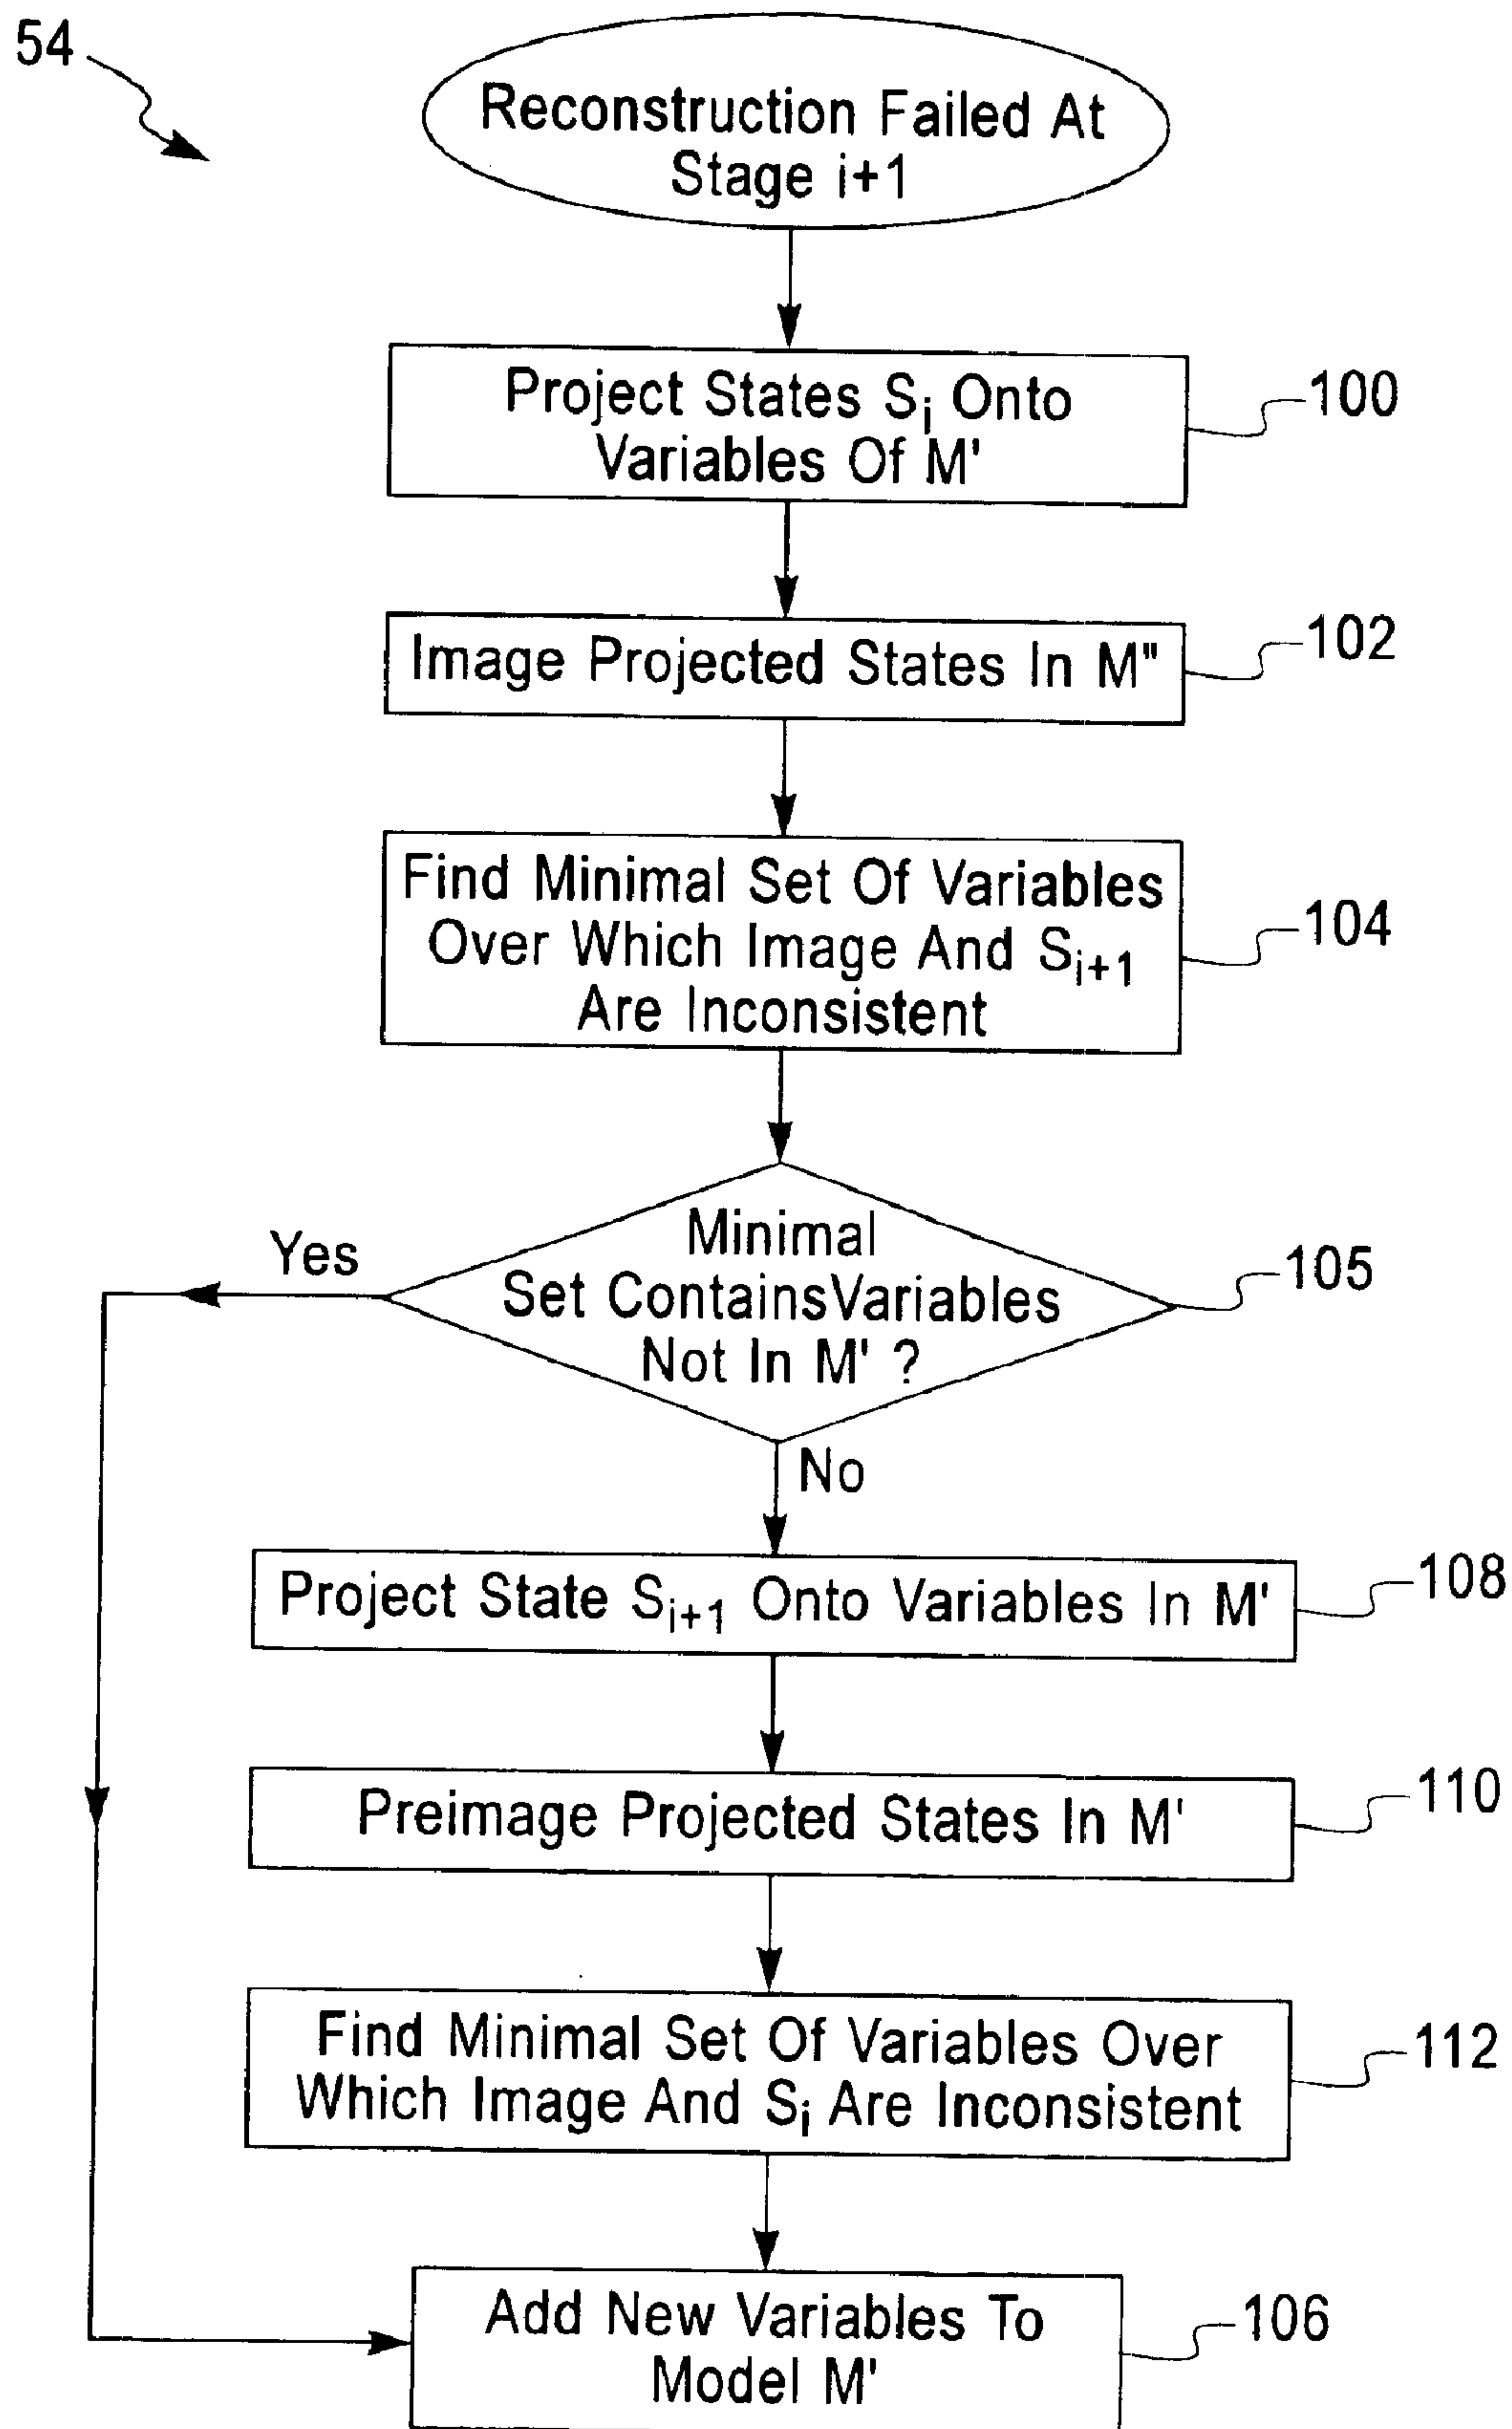 54
Reconstruction Failed At
Stage i+1
Project States Si Onto
Variables Of M'
100
Image Projected States In M"
102
Find Minimal Set Of Variables
Over Which Image And Si+1
Are Inconsistent
104
Minimal
Set ContainsVariables
Not In M' ?
105
Yes
No
Project State Si+1 Onto Variables In M'
108
Preimage Projected States In M'
110
Find Minimal Set Of Variables Over
Which Image And Si Are Inconsistent
112
Add New Variables To
Model M'
106